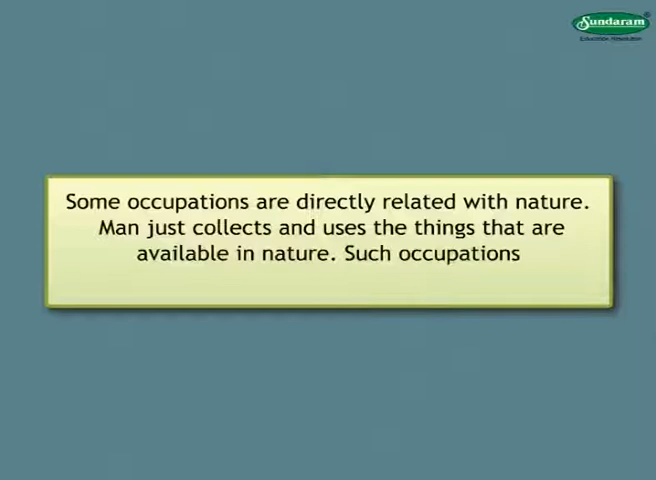 Sundaram
Some occupations are directly related with nature.
Man just collects and uses the things that are
available in nature. Such occupations